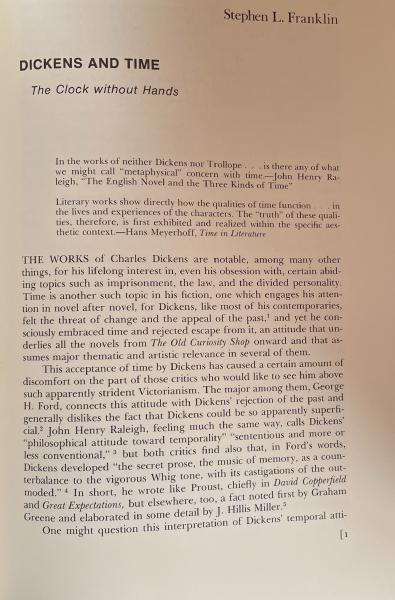 Stephen L. Franklin
DICKENS AND TIME
The Clock without Hands
In the works of neither Dickens nor Trollope . . . is there any of what
we might call "metaphysical" concern with time.—John Henry Ra-
leigh, "The English Novel and the Three Kinds of Time"
Literary works show directly how the qualities of time function . . . in
the lives and experiences of the characters. The "truth" of these quali-
ties, therefore, is first exhibited and realized within the specific aes-
thetic context.—Hans Meyerhoff, Time in Literature
THE WORKS of Charles Dickens are notable, among many other
things, for his lifelong interest in, even his obsession with, certain abid-
ing topics such as imprisonment, the law, and the divided personality.
Time is another such topic in his fiction, one which engages his atten-
tion in novel after novel, for Dickens, like most of his contemporaries,
felt the threat of change and the appeal of the past,¹ and yet he con-
sciously embraced time and rejected escape from it, an attitude that un-
derlies all the novels from The Old Curiosity Shop onward and that as-
sumes major thematic and artistic relevance in several of them.
This acceptance of time by Dickens has caused a certain amount of
discomfort on the part of those critics who would like to see him above
such apparently strident Victorianism. The major among them, George
H. Ford, connects this attitude with Dickens' rejection of the past and
generally dislikes the fact that Dickens could be so apparently superfi-
cial.² John Henry Raleigh, feeling much the same way, calls Dickens'
"philosophical attitude toward temporality" "sententious and more or
less conventional," ³ but both critics find also that, in Ford's words,
Dickens developed "the secret prose, the music of memory, as a coun-
terbalance to the vigorous Whig tone, with its castigations of the out-
moded." ⁴ In short, he wrote like Proust, chiefly in David Copperfield
and Great Expectations, but elsewhere, too, a fact noted first by Graham
Greene and elaborated in some detail by J. Hillis Miller.⁵
One might question this interpretation of Dickens' temporal atti-
[1